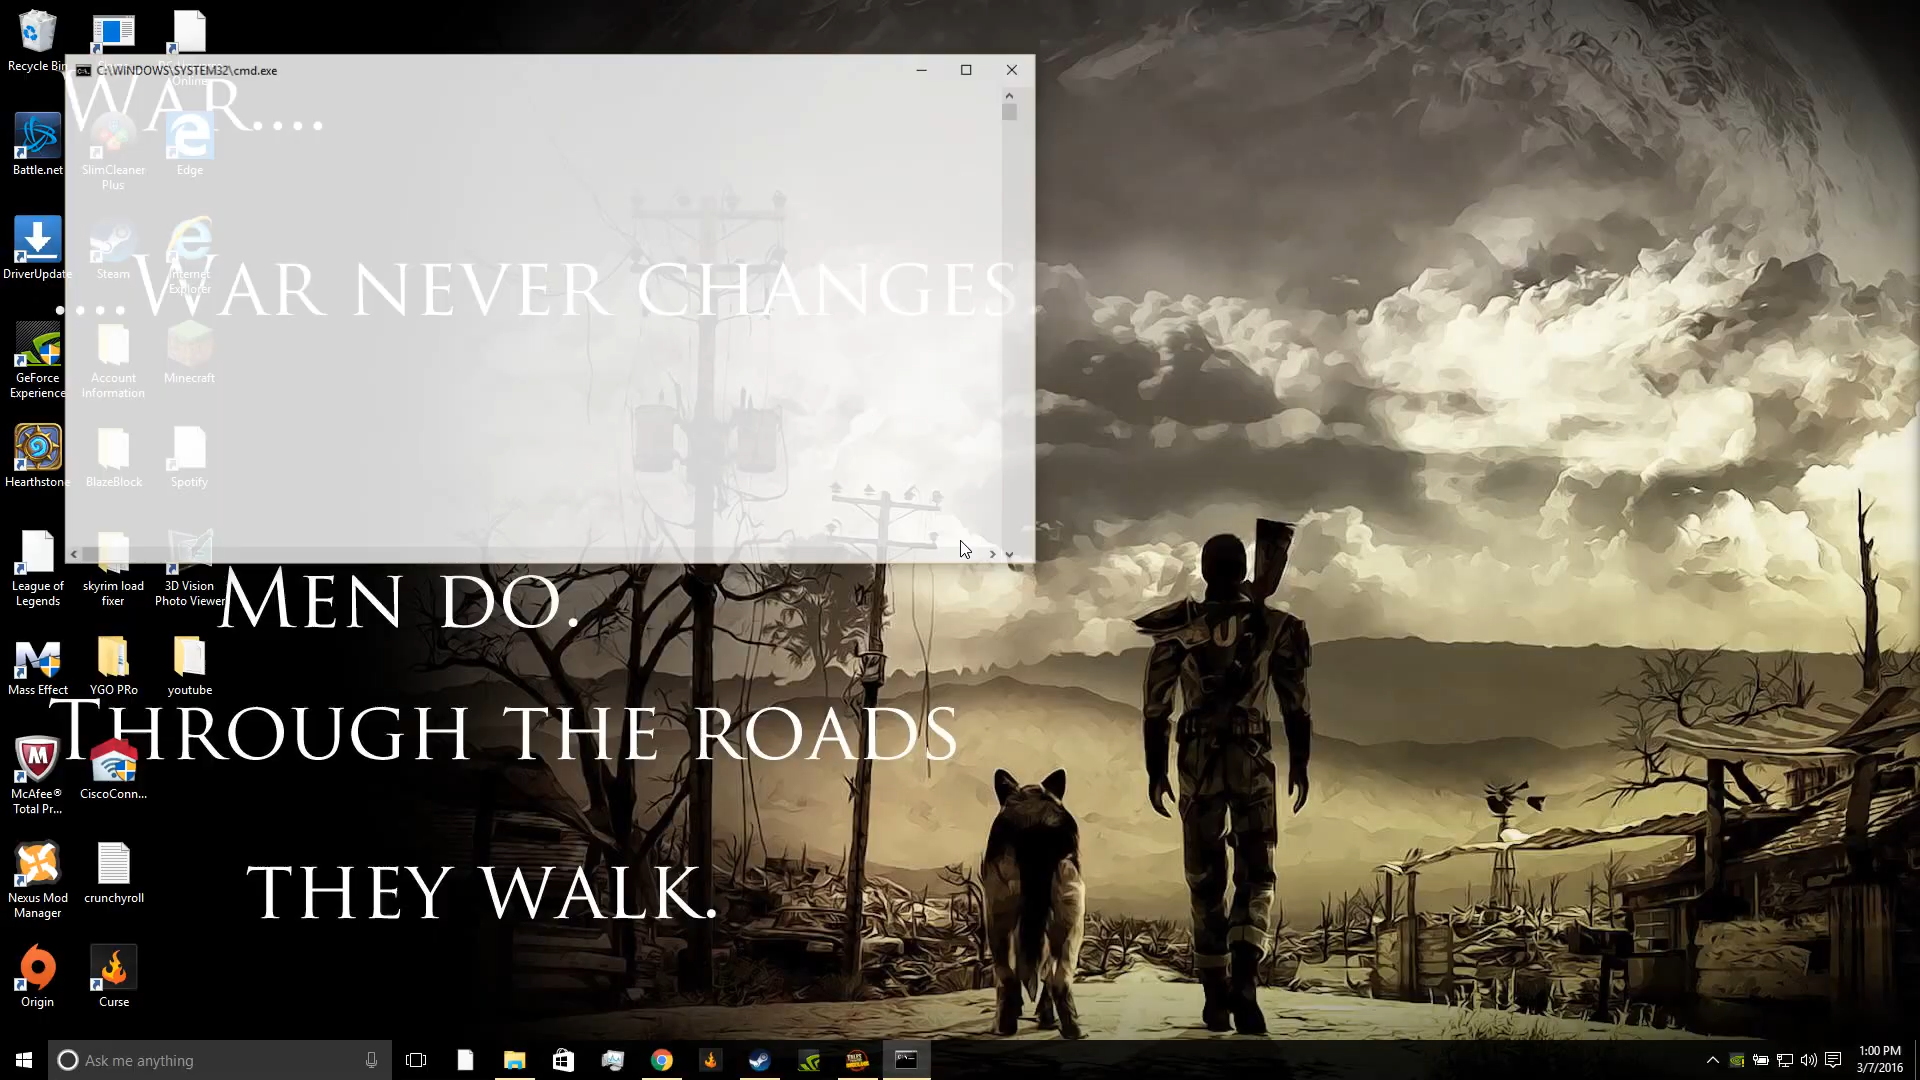 Recycle Bin
C:\WINDOWS\SYSTEM32\cmd.exe
Online
War....
Battle.net
SlimCleaner Plus
Edge
DriverUpdate
Steam
Internet Explorer
....War never changes.
GeForce Experience
Account Information
Minecraft
Hearthstone
BlazeBlock
Spotify
League of Legends
skyrim load fixer
3D Vision Photo Viewer
Men do.
Mass Effect
YGO PRo
youtube
Through the roads
McAfee® Total Pr...
CiscoConn...
they walk.
Nexus Mod Manager
crunchyroll
Origin
Curse
Ask me anything
1:00 PM
3/7/2016